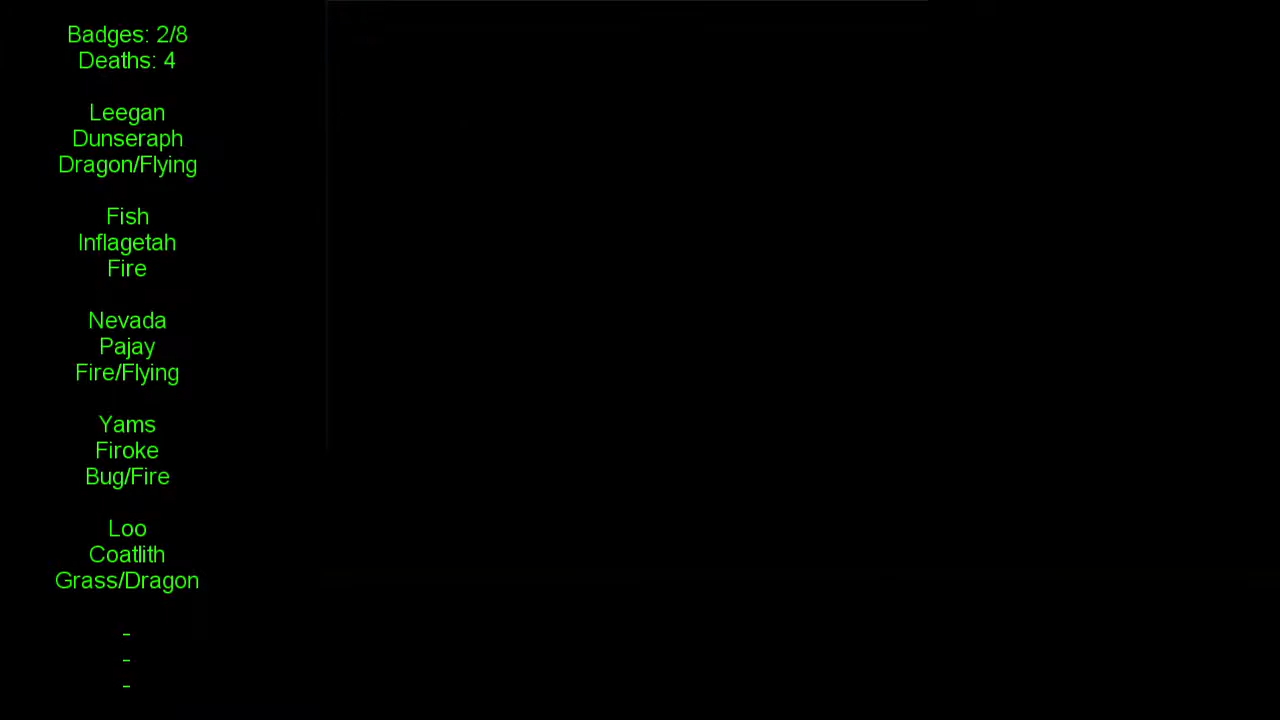 Badges: 2/8
Deaths: 4
Leegan
Dunseraph
Dragon/Flying
Fish
Inflagetah
Fire
Nevada
Pajay
Fire/Flying
Yams
Firoke
Bug/Fire
Loo
Coatlith
Grass/Dragon
-
-
-